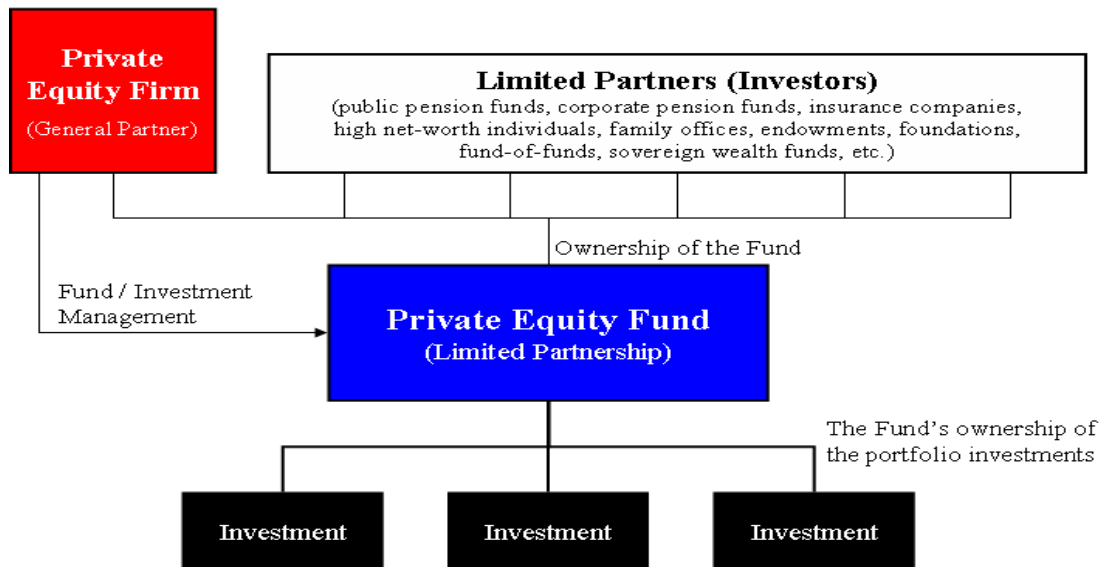 Private
Equity Firm
(General Partner)
Limited Partners (Investors)
(public pension funds, corporate pension funds, insurance companies,
high net-worth individuals, family offices, endowments, foundations,
fund-of-funds, sovereign wealth funds, etc.)
Ownership of the Fund
Fund / Investment
Management
Private Equity Fund
(Limited Partnership)
The Fund's ownership of
the portfolio investments
Investment
Investment
Investment